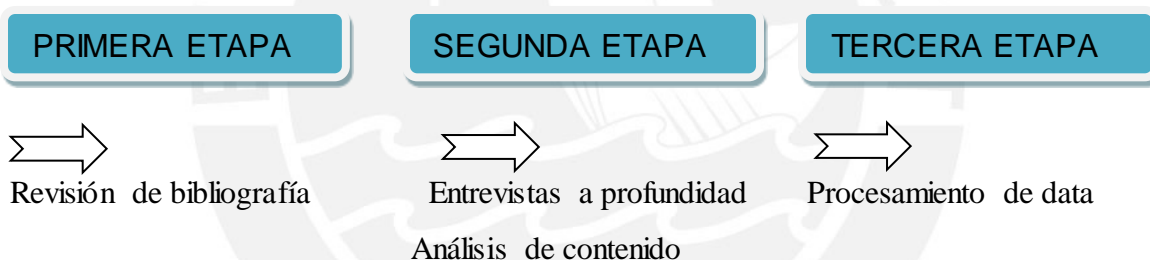 PRIMERA ETAPA
SEGUNDA ETAPA
TERCERA ETAPA
Revisión de bibliografía
Entrevistas a profundidad
Procesamiento de data
Análisis de contenido